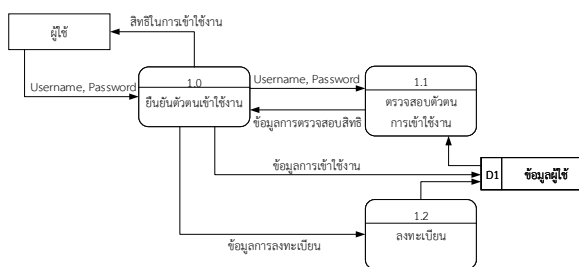 สิทธิในการเข้าใช้งาน
ผู้ใช้
Username, Password
1.0
ยืนยันตัวตนเข้าใช้งาน
Username, Password
1.1
ตรวจสอบตัวตน
การเข้าใช้งาน
ข้อมูลการตรวจสอบสิทธิ
ข้อมูลการเข้าใช้งาน
D1
ข้อมูลผู้ใช้
1.2
ลงทะเบียน
ข้อมูลการลงทะเบียน